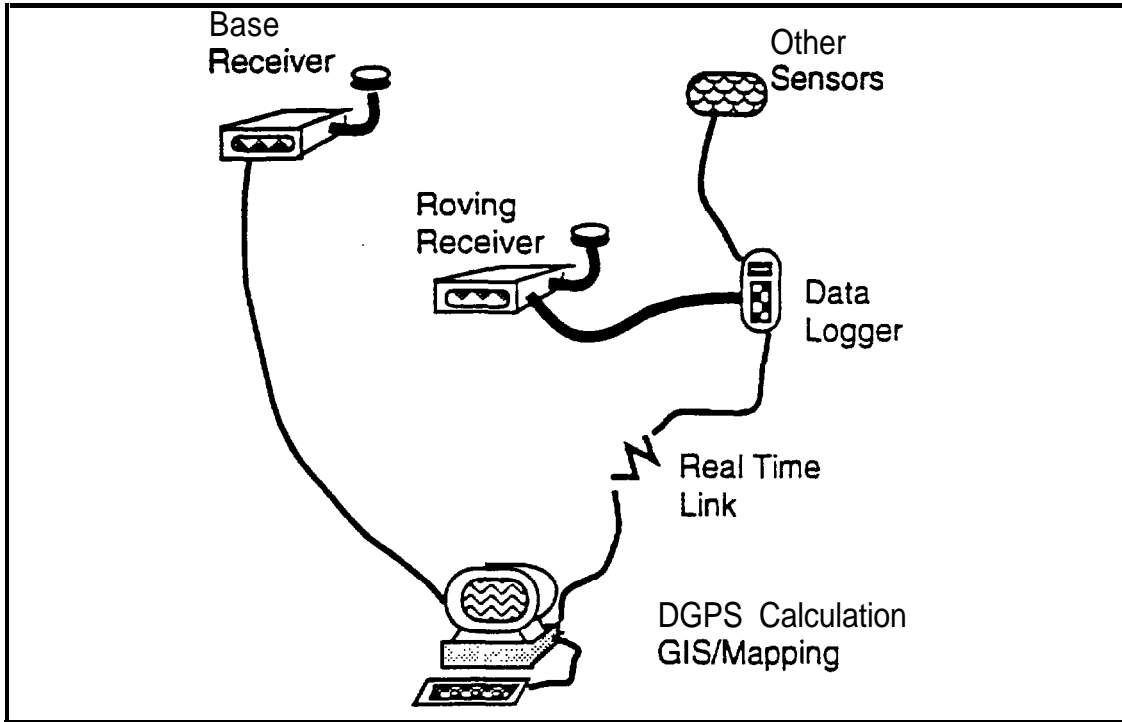 Base
Receiver
Other
Sensors
Roving
Receiver
Data
Logger
Real Time
Link
DGPS Calculation
GIS/Mapping